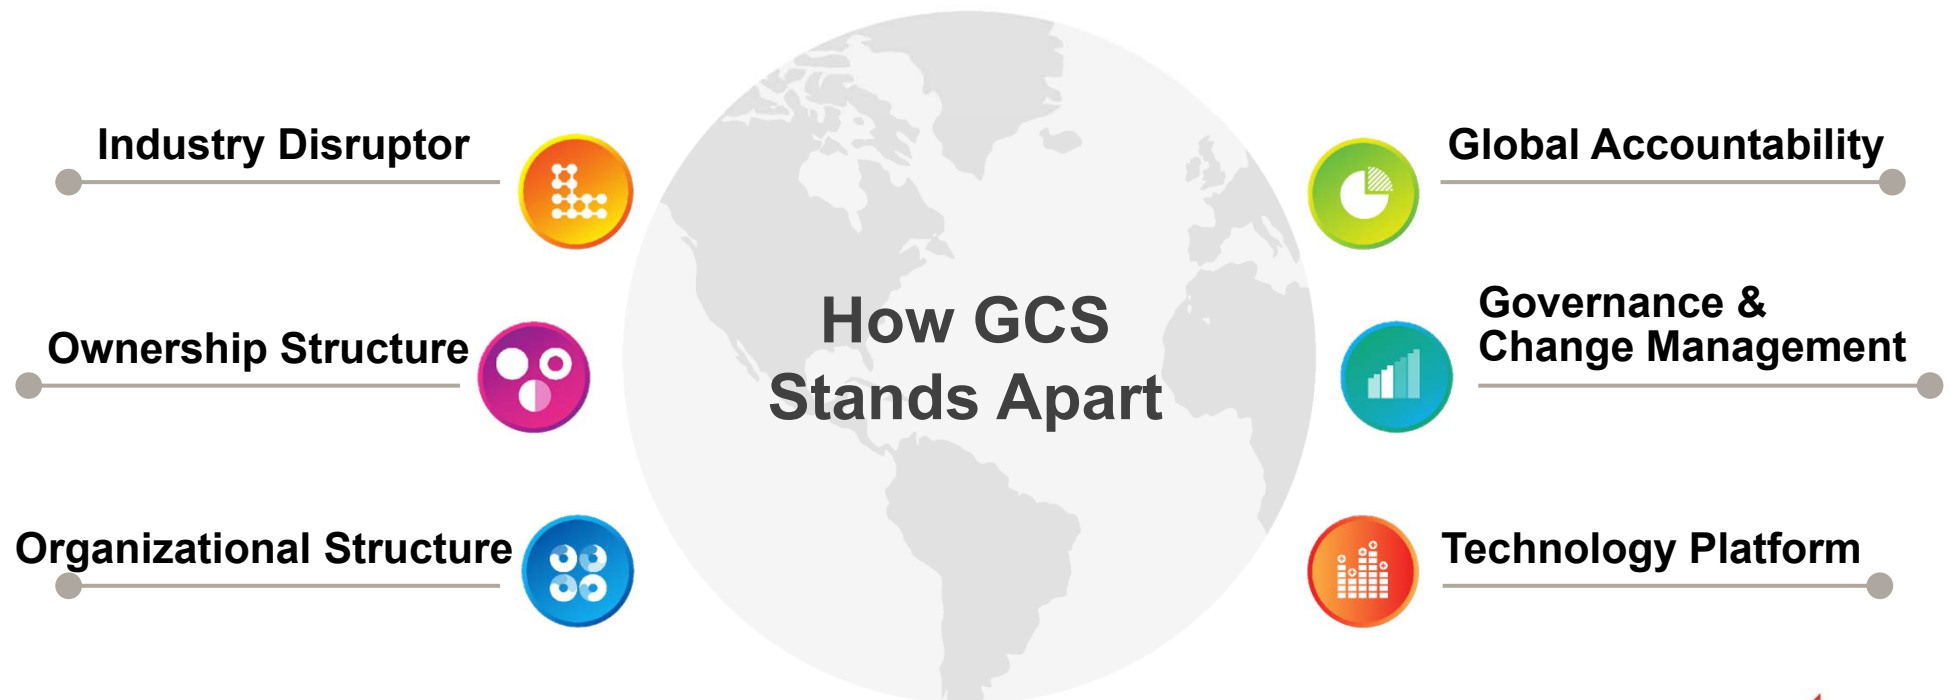 Industry Disruptor
Ownership Structure
Organizational Structure
How GCS
Stands Apart
Global Accountability
Governance &
Change Management
Technology Platform